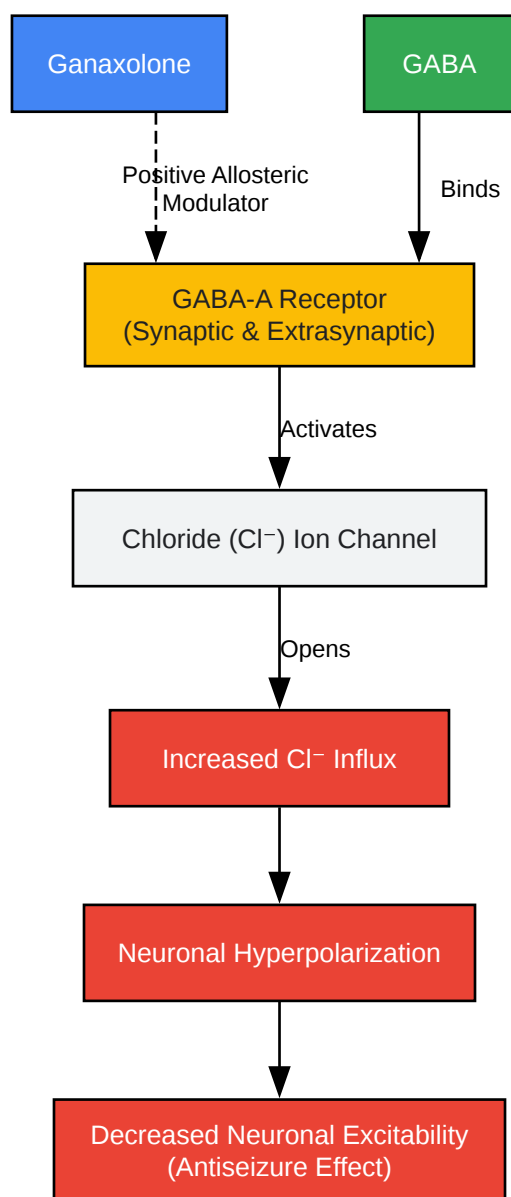 Ganaxolone
GABA
Positive Allosteric
Modulator
Binds
GABA-A Receptor
(Synaptic & Extrasynaptic)
Activates
Chloride (Cl⁻) Ion Channel
Opens
Increased Cl⁻ Influx
Neuronal Hyperpolarization
Decreased Neuronal Excitability
(Antiseizure Effect)